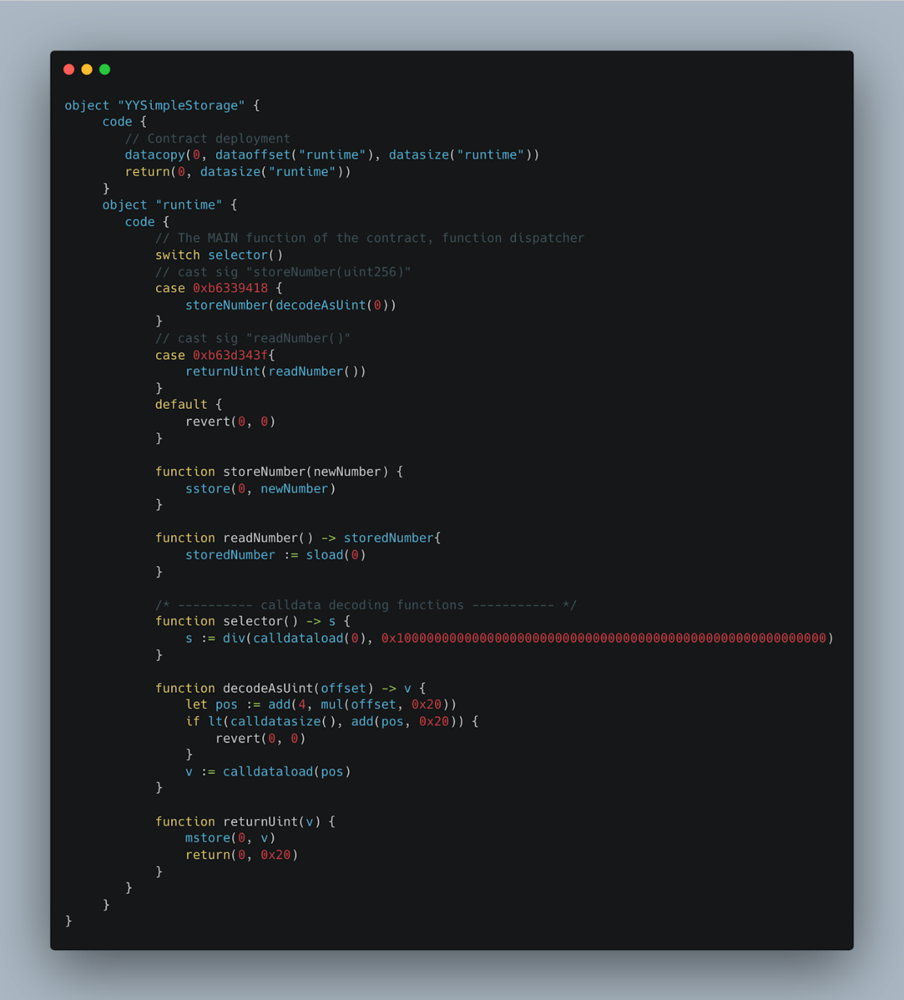 object "YYSimpleStorage" {
     code {
        // Contract deployment
        datacopy(0, dataoffset("runtime"), datasize("runtime"))
        return(0, datasize("runtime"))
     }
     object "runtime" {
        code {
            // The MAIN function of the contract, function dispatcher
            switch selector()
            // cast sig "storeNumber(uint256)"
            case 0xb6339418 {
                storeNumber(decodeAsUint(0))
            }
            // cast sig "readNumber()"
            case 0xb63d343f{
                returnUint(readNumber())
            }
            default {
                revert(0, 0)
            }

            function storeNumber(newNumber) {
                sstore(0, newNumber)
            }

            function readNumber() -> storedNumber{
                storedNumber := sload(0)
            }

            /* ---------- calldata decoding functions ----------- */
            function selector() -> s {
                s := div(calldataload(0), 0x100000000000000000000000000000000000000000000000000000000)
            }

            function decodeAsUint(offset) -> v {
                let pos := add(4, mul(offset, 0x20))
                if lt(calldatasize(), add(pos, 0x20)) {
                    revert(0, 0)
                }
                v := calldataload(pos)
            }

            function returnUint(v) {
                mstore(0, v)
                return(0, 0x20)
            }
        }
     }
}